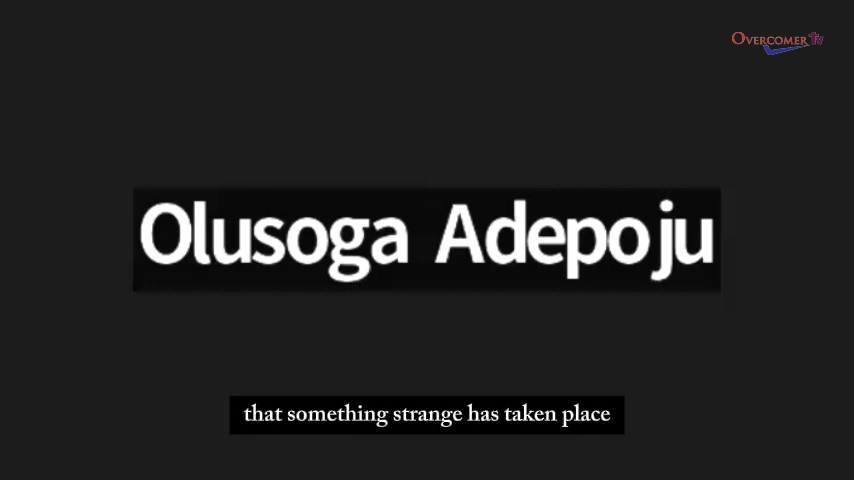 OVERCOMER TV
Olusoga Adepoju
that something strange has taken place